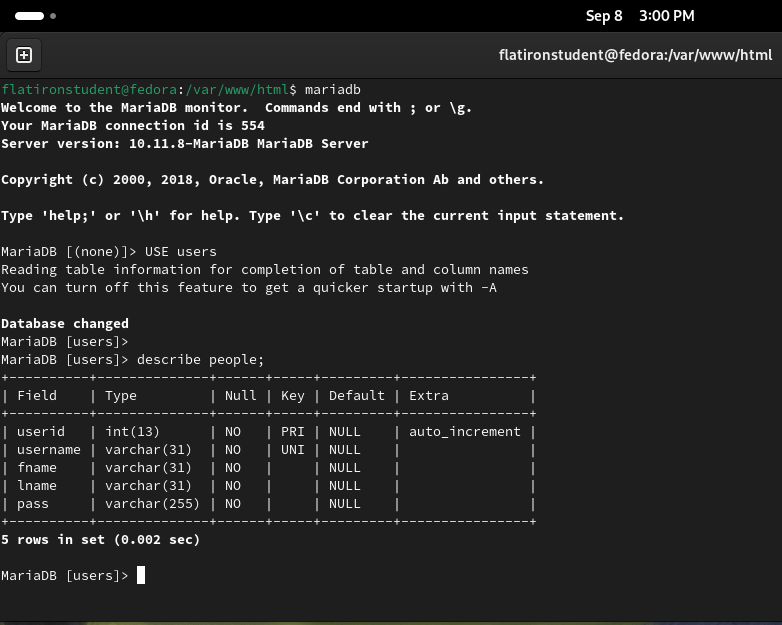 Sep 8 3:00 PM
flatironstudent@fedora:/var/www/html
flatironstudent@fedora:/var/www/html$ mariadb
Welcome to the MariaDB monitor.  Commands end with ; or \g.
Your MariaDB connection id is 554
Server version: 10.11.8-MariaDB MariaDB Server
Copyright (c) 2000, 2018, Oracle, MariaDB Corporation Ab and others.
Type 'help;' or '\h' for help. Type '\c' to clear the current input statement.
MariaDB [(none)]> USE users
Reading table information for completion of table and column names
You can turn off this feature to get a quicker startup with -A
Database changed
MariaDB [users]>
MariaDB [users]> describe people;
+----------+--------------+------+-----+---------+----------------+
| Field    | Type         | Null | Key | Default | Extra          |
+----------+--------------+------+-----+---------+----------------+
| userid   | int(13)      | NO   | PRI | NULL    | auto_increment |
| username | varchar(31)  | NO   | UNI | NULL    |                |
| fname    | varchar(31)  | NO   |     | NULL    |                |
| lname    | varchar(31)  | NO   |     | NULL    |                |
| pass     | varchar(255) | NO   |     | NULL    |                |
+----------+--------------+------+-----+---------+----------------+
5 rows in set (0.002 sec)
MariaDB [users]>